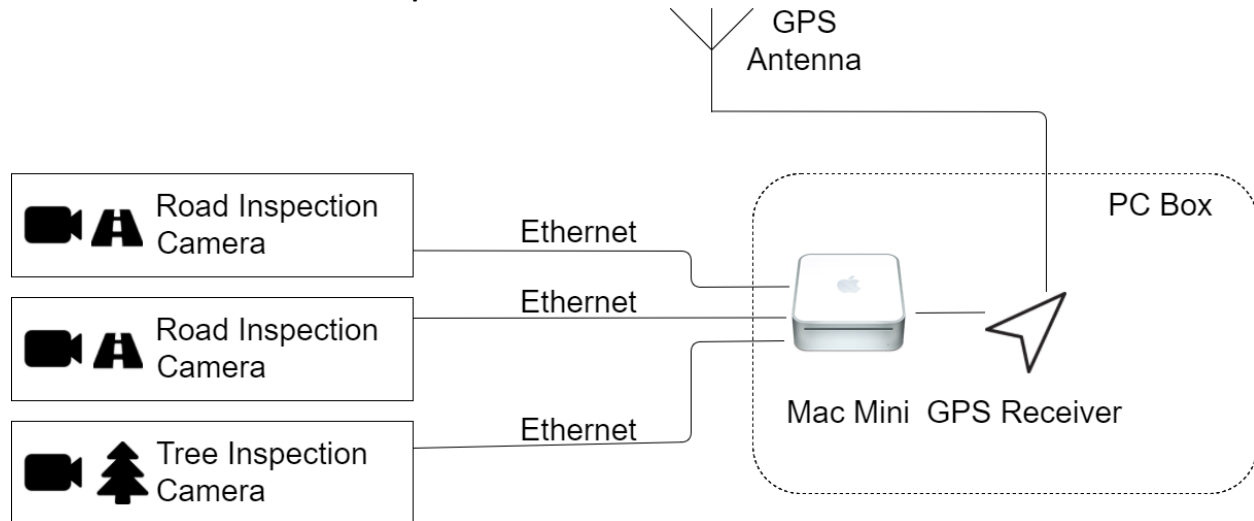 GPS
Antenna
PC Box
Road Inspection
Camera
Ethernet
Road Inspection
Camera
Ethernet
Tree Inspection
Camera
Ethernet
Mac Mini GPS Receiver